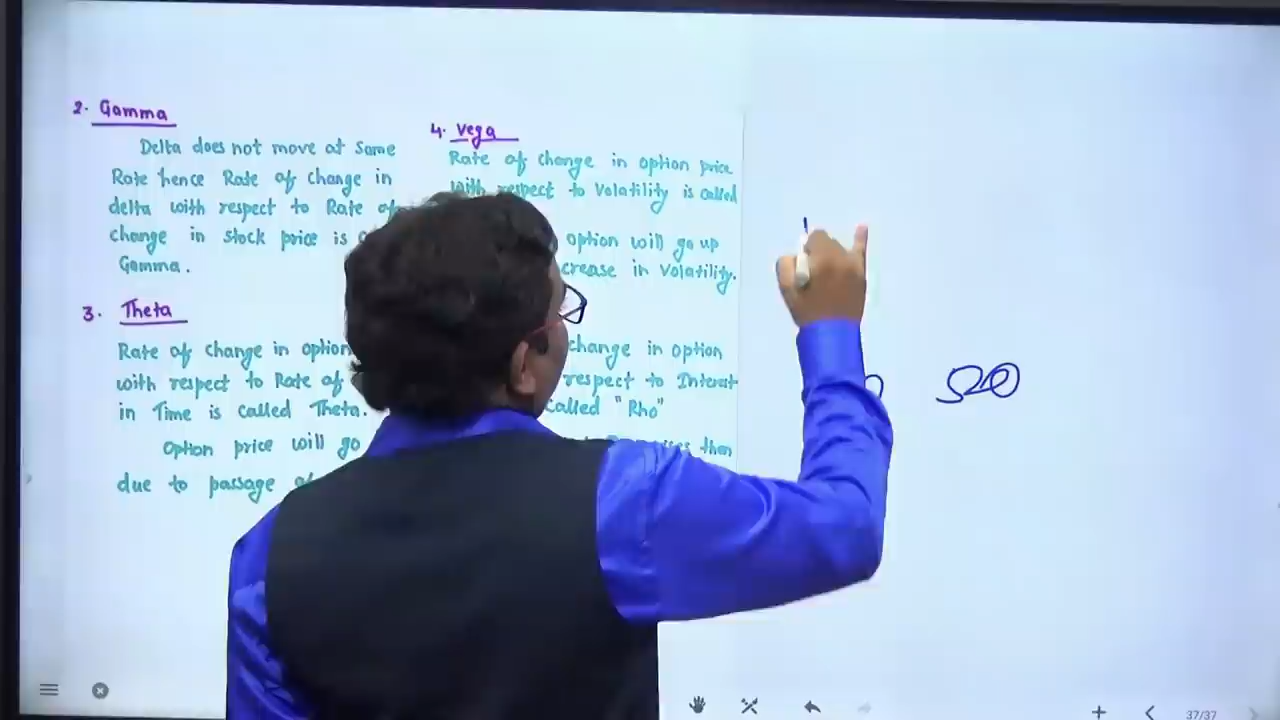 2. Gamma
Delta does not move at Same
Rate hence Rate of change in
delta with respect to Rate of
change in stock price is
Gamma.
3. Theta
Rate of change in option
with respect to Rate of
in Time is called Theta.
Option price will go
due to passage
4. Vega
Rate of change in option price
with respect to Volatility is called
option will go up
in Volatility.
change in option
respect to Interest
called "Rho"
then
520
37/37